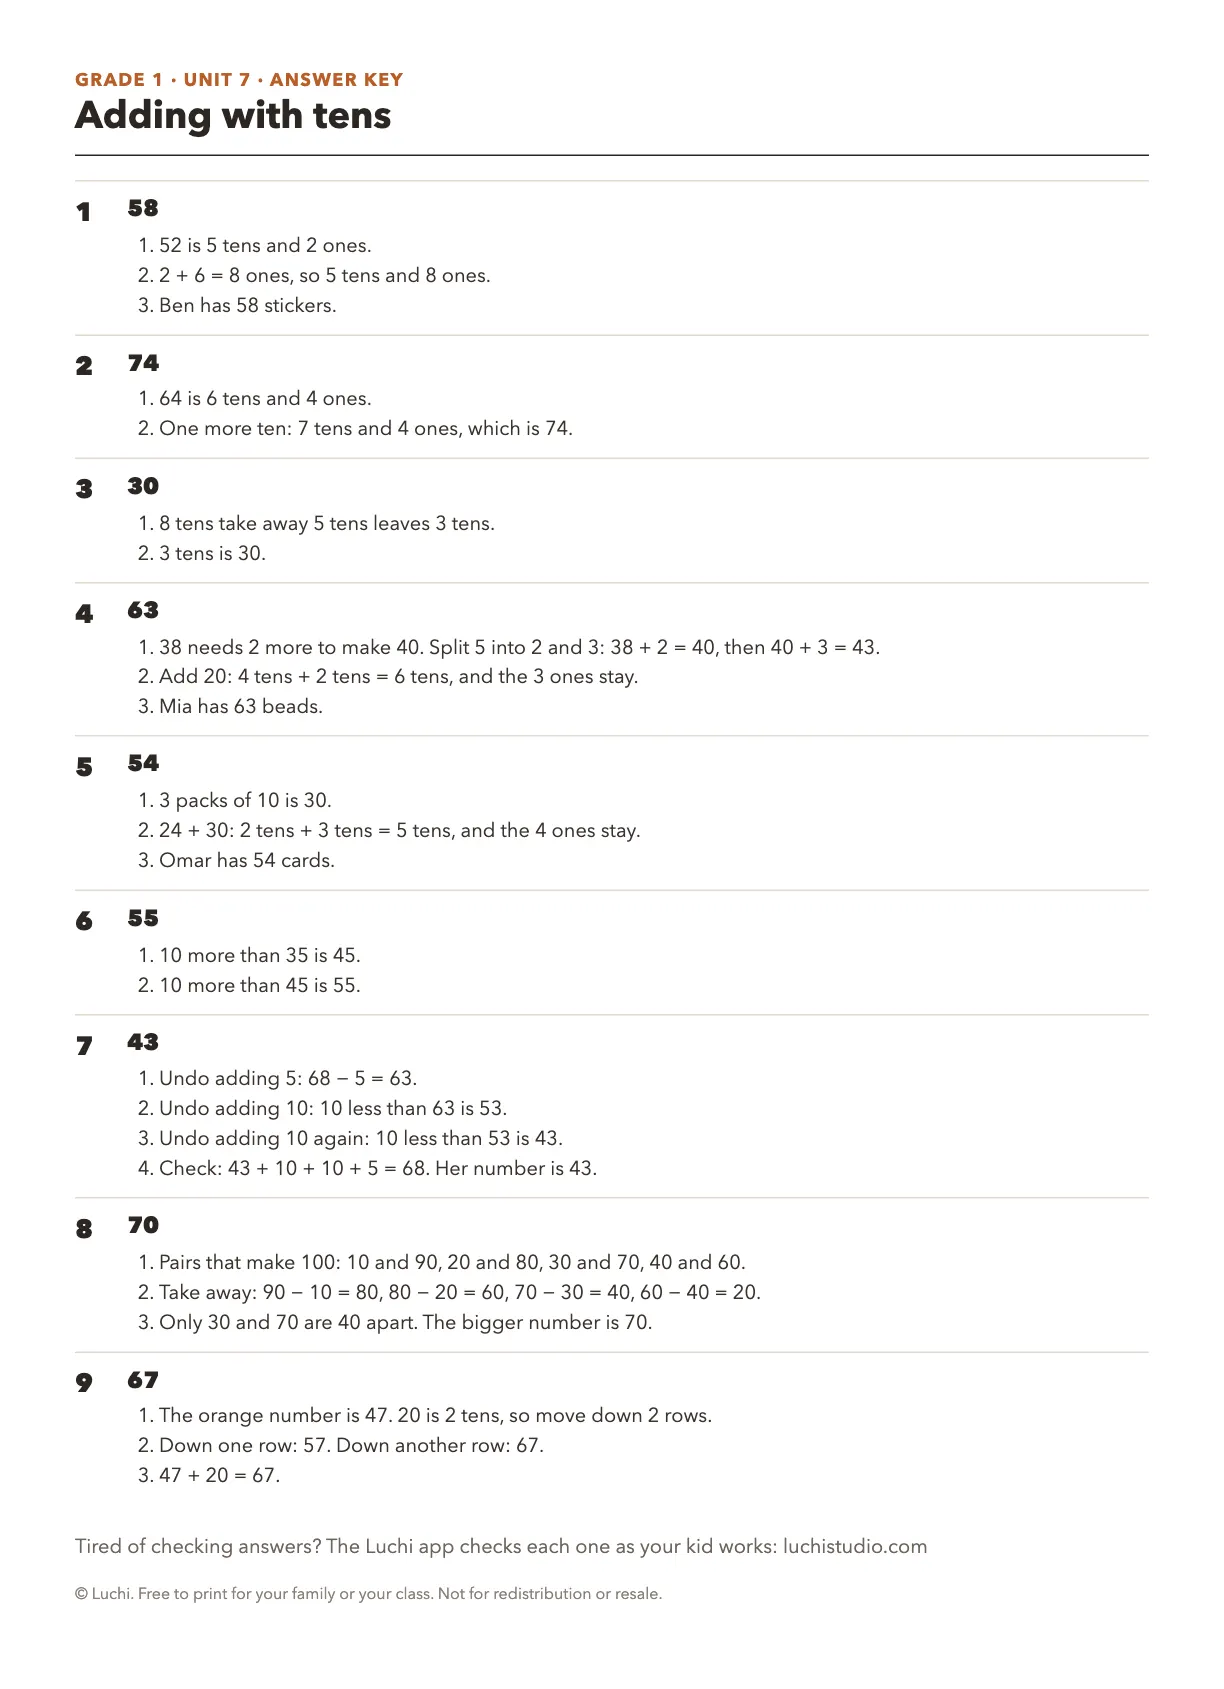 GRADE 1 · UNIT 7 · ANSWER KEY
Adding with tens
1 58
1. 52 is 5 tens and 2 ones.
2. 2 + 6 = 8 ones, so 5 tens and 8 ones.
3. Ben has 58 stickers.
2 74
1. 64 is 6 tens and 4 ones.
2. One more ten: 7 tens and 4 ones, which is 74.
3 30
1. 8 tens take away 5 tens leaves 3 tens.
2. 3 tens is 30.
4 63
1. 38 needs 2 more to make 40. Split 5 into 2 and 3: 38 + 2 = 40, then 40 + 3 = 43.
2. Add 20: 4 tens + 2 tens = 6 tens, and the 3 ones stay.
3. Mia has 63 beads.
5 54
1. 3 packs of 10 is 30.
2. 24 + 30: 2 tens + 3 tens = 5 tens, and the 4 ones stay.
3. Omar has 54 cards.
6 55
1. 10 more than 35 is 45.
2. 10 more than 45 is 55.
7 43
1. Undo adding 5: 68 − 5 = 63.
2. Undo adding 10: 10 less than 63 is 53.
3. Undo adding 10 again: 10 less than 53 is 43.
4. Check: 43 + 10 + 10 + 5 = 68. Her number is 43.
8 70
1. Pairs that make 100: 10 and 90, 20 and 80, 30 and 70, 40 and 60.
2. Take away: 90 − 10 = 80, 80 − 20 = 60, 70 − 30 = 40, 60 − 40 = 20.
3. Only 30 and 70 are 40 apart. The bigger number is 70.
9 67
1. The orange number is 47. 20 is 2 tens, so move down 2 rows.
2. Down one row: 57. Down another row: 67.
3. 47 + 20 = 67.
Tired of checking answers? The Luchi app checks each one as your kid works: luchistudio.com
© Luchi. Free to print for your family or your class. Not for redistribution or resale.